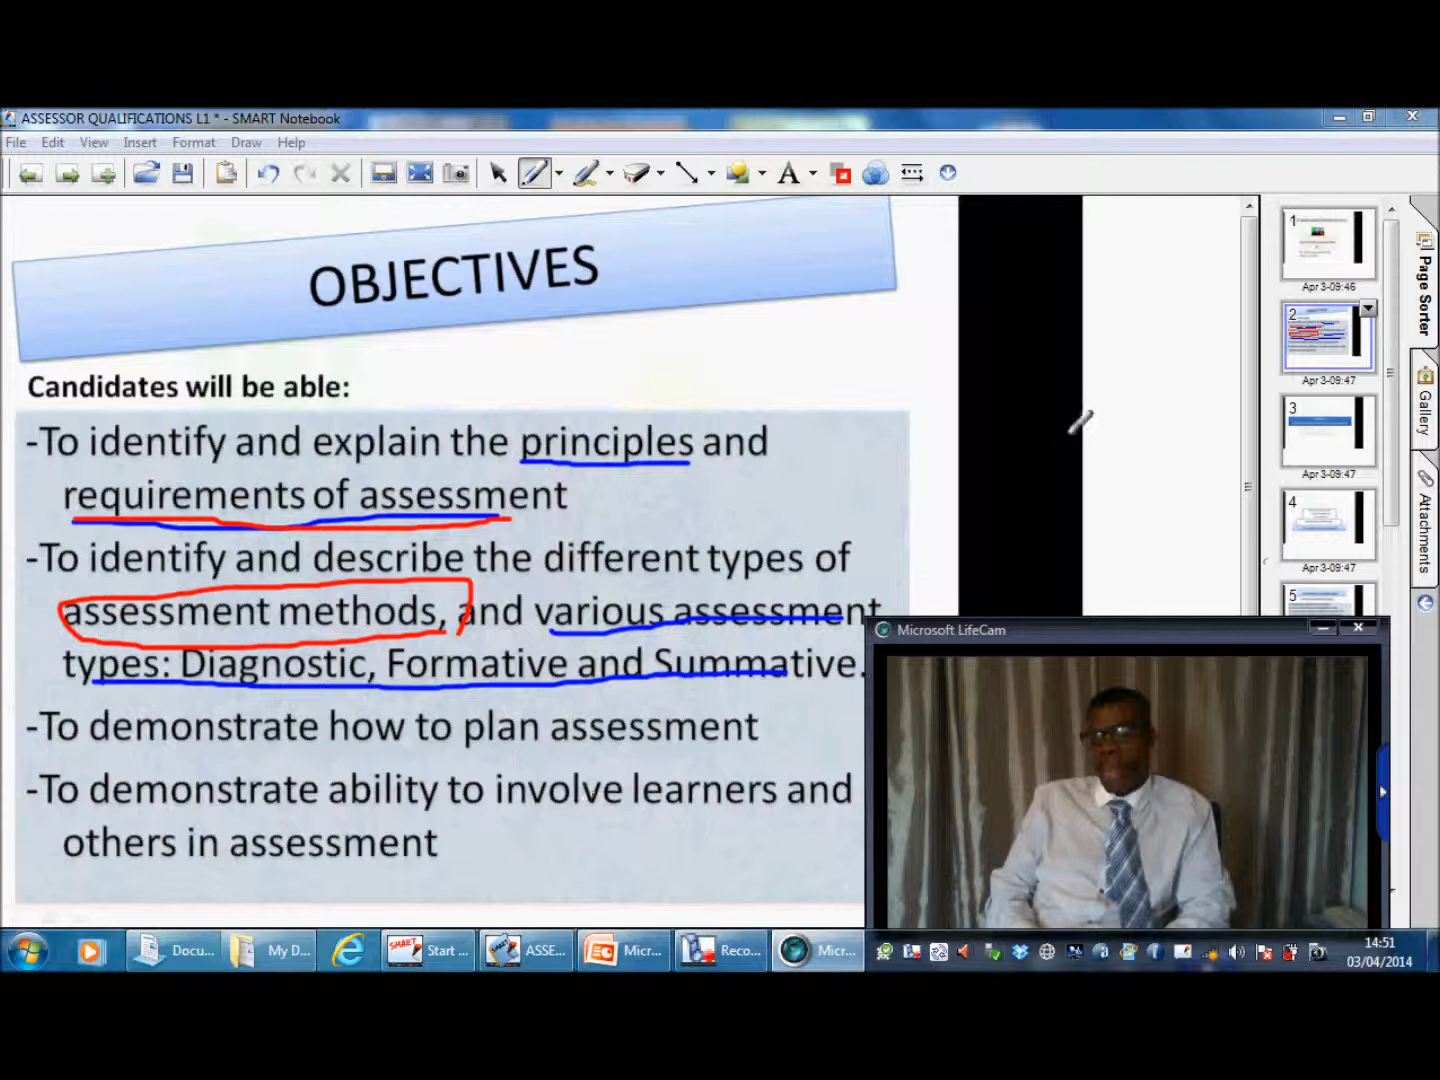 ASSESSOR QUALIFICATIONS L1 * - SMART Notebook
File Edit View Insert Format Draw Help
OBJECTIVES
Candidates will be able:
-To identify and explain the principles and
requirements of assessment
-To identify and describe the different types of
assessment methods, and various assessment
types: Diagnostic, Formative and Summative.
-To demonstrate how to plan assessment
-To demonstrate ability to involve learners and
others in assessment
1
Apr 3-09:46
2
Apr 3-09:47
3
Apr 3-09:47
4
Apr 3-09:47
5
Page Sorter
Gallery
Attachments
Microsoft LifeCam
Docu...
My D...
Start ...
ASSE...
Micr...
Reco...
Micr...
14:51
03/04/2014